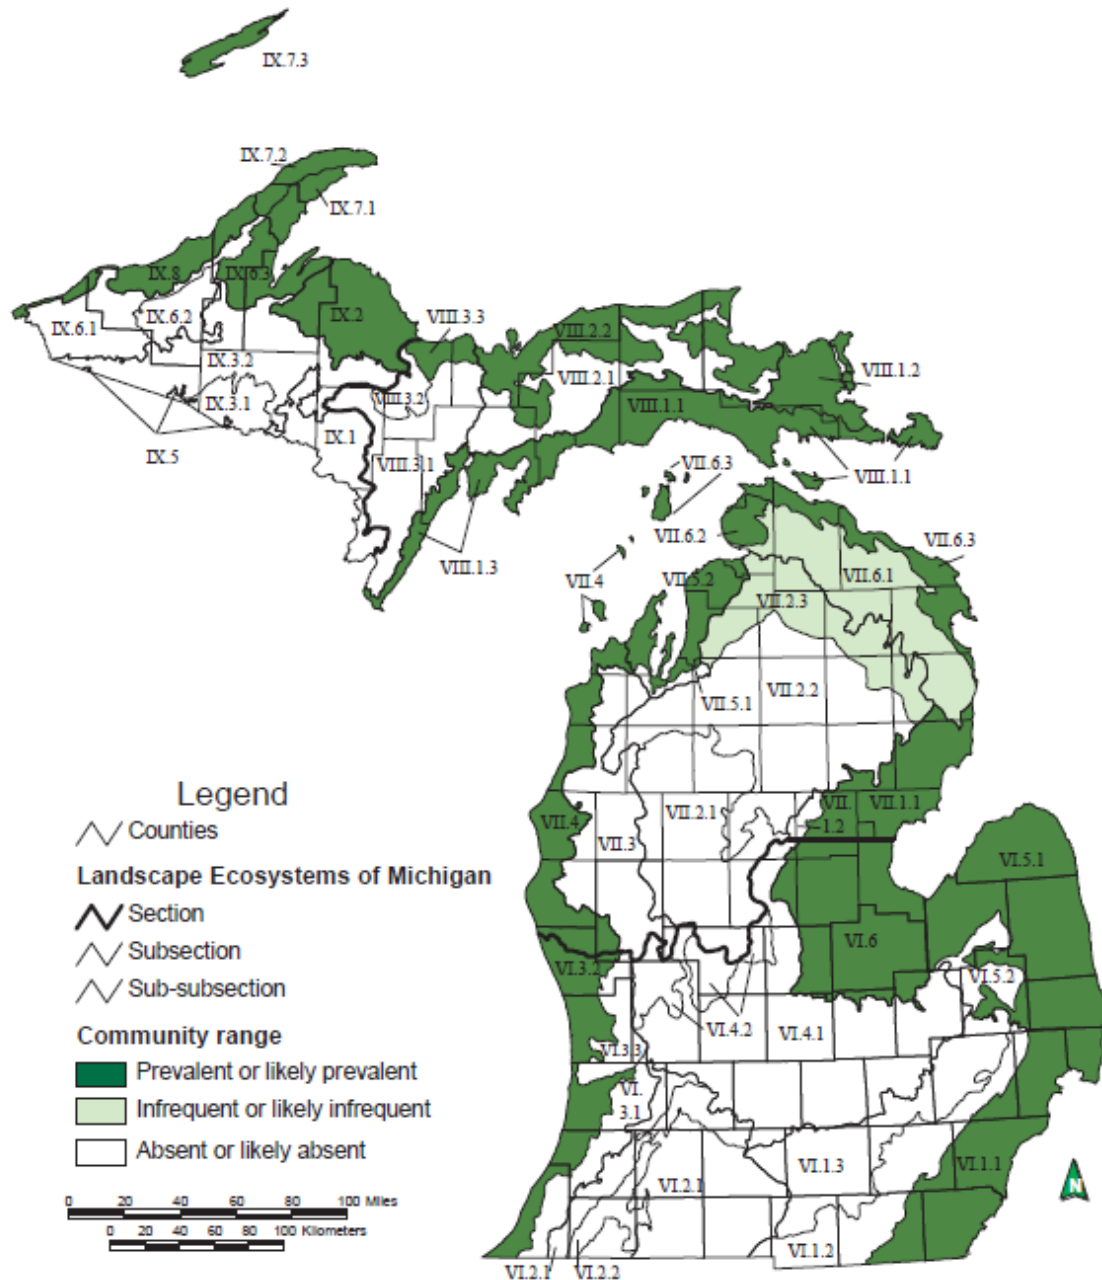 IX.7.3
IX.7.2
IX.7.1
IX.8
IX.6.3
IX.6.1
IX.6.2
IX.2
VIII.3.3
VIII.2.2
VIII.1.2
IX.3.2
VIII.2.1
IX.3.1
VIII.3.2
VIII.1.1
IX.1
IX.5
VIII.3.1
VII.6.3
VIII.1.1
VII.6.2
VII.6.3
VIII.1.3
VII.4
VII.5.2
VII.6.1
VII.2.3
VII.5.1
VII.2.2
Legend
Counties
Landscape Ecosystems of Michigan
Section
Subsection
Sub-subsection
Community range
Prevalent or likely prevalent
Infrequent or likely infrequent
Absent or likely absent
0 20 40 60 80 100 Miles
0 20 40 60 80 100 Kilometers
VII.4
VII.3
VII.2.1
VII.
1.2
VII.1.1
VI.5.1
VI.6
VI.3.2
VI.5.2
VI.4.2
VI.4.1
VI.3.3
VI.
3.1
VI.1.3
VI.1.1
VI.2.1
VI.1.2
VI.2.1
VI.2.2
N